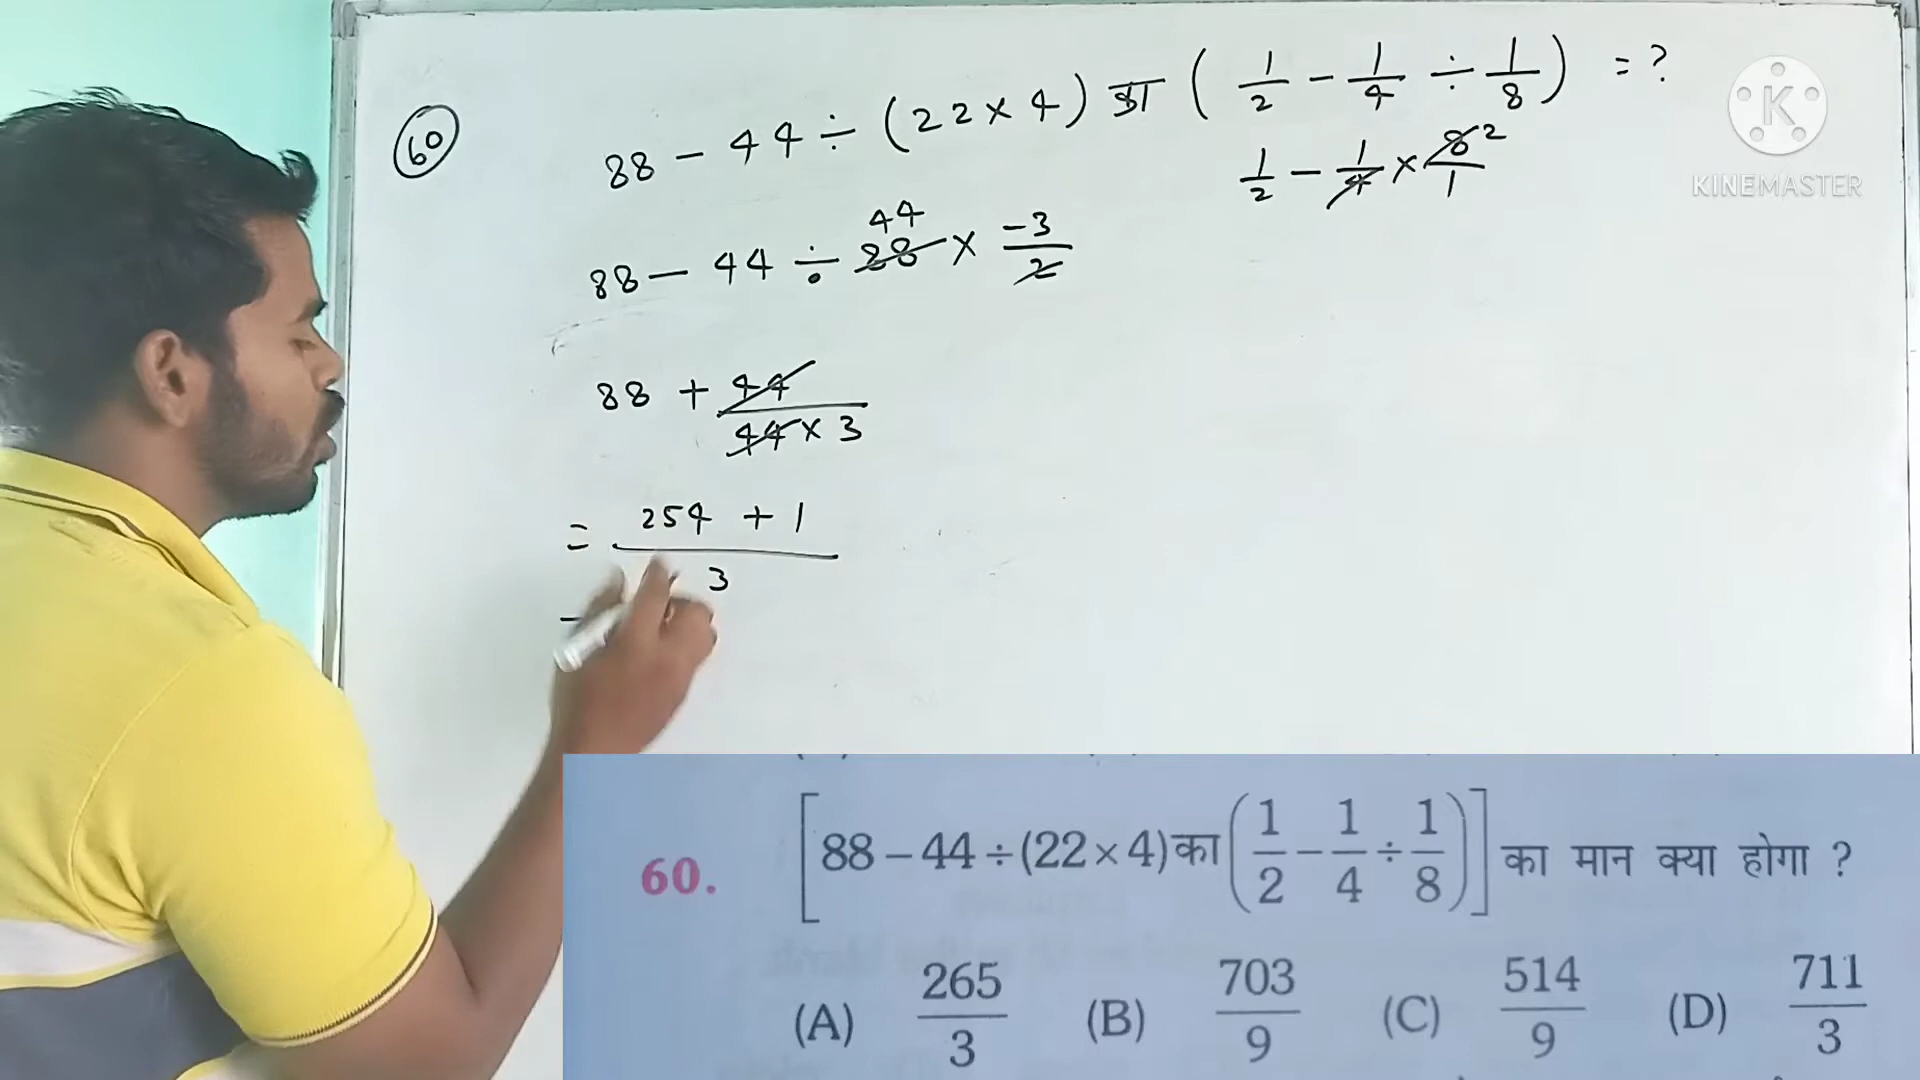 60 88 - 44 ÷ (22 × 4) का ( 1/2 - 1/4 ÷ 1/8 ) = ?
1/2 - 1/4 × 8/1 2
88 - 44 ÷ 88 44 × -3/2
88 + 44/44 × 3
= 254 + 1 / 3
K
KINEMASTER
60. [88 – 44 ÷ (22 × 4) का (1/2 – 1/4 ÷ 1/8)] का मान क्या होगा ?
(A) 265/3 (B) 703/9 (C) 514/9 (D) 711/3